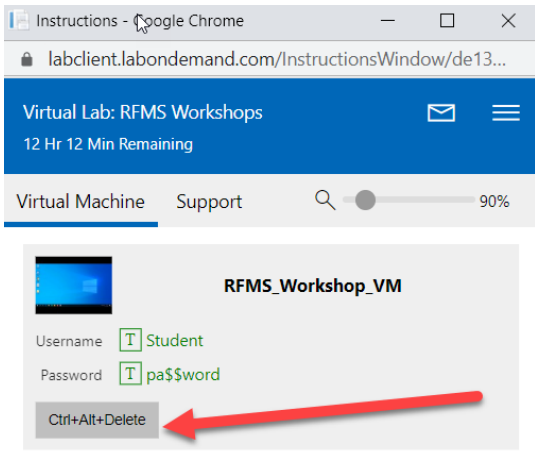 Instructions - Google Chrome
labclient.labondemand.com/InstructionsWindow/de13...
Virtual Lab: RFMS Workshops
12 Hr 12 Min Remaining
Virtual Machine Support 90%
RFMS_Workshop_VM
Username T Student
Password T pa$$word
Ctrl+Alt+Delete